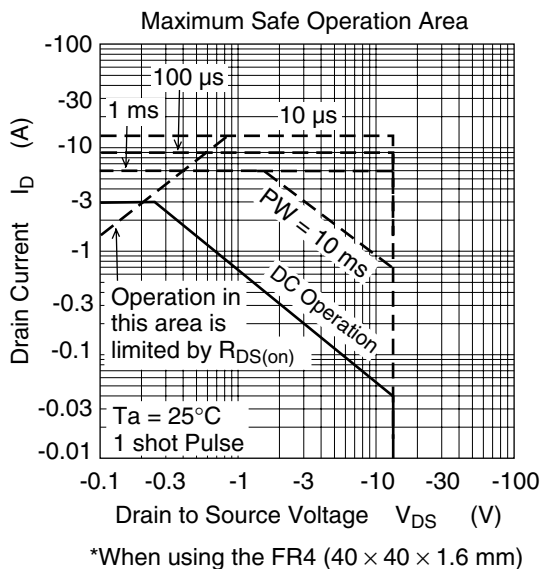 Maximum Safe Operation Area
-100
-30
-10
-3
-1
-0.3
-0.1
-0.03
-0.01
Drain Current I_D (A)
100 µs
1 ms
10 µs
PW = 10 ms
DC Operation
Operation in
this area is
limited by R_DS(on)
Ta = 25°C
1 shot Pulse
-0.1 -0.3 -1 -3 -10 -30 -100
Drain to Source Voltage V_DS (V)
*When using the FR4 (40 × 40 × 1.6 mm)